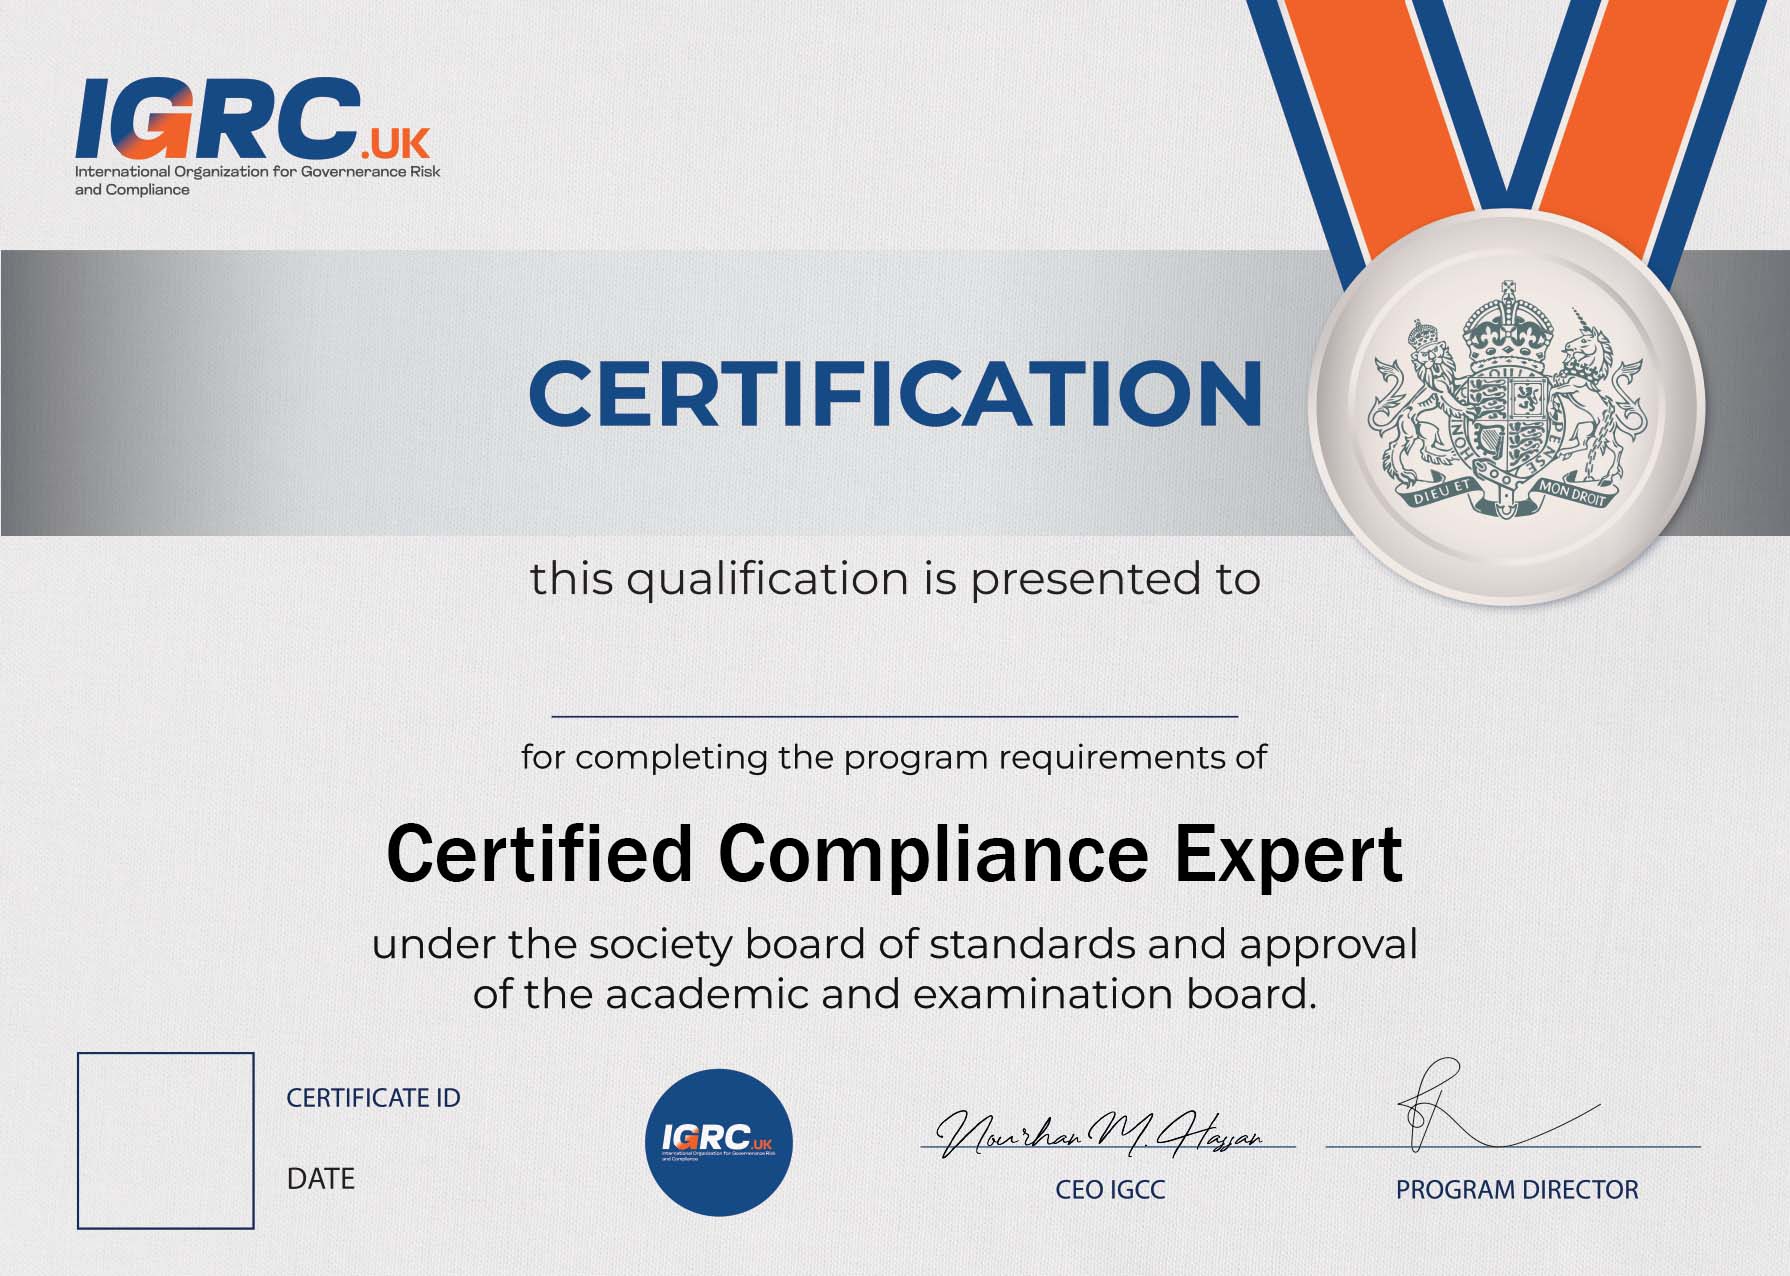 IGRC.UK
International Organization for Governerance Risk
and Compliance
CERTIFICATION
HONI
PENSE
DIEU ET
MON DROIT
this qualification is presented to
for completing the program requirements of
Certified Compliance Expert
under the society board of standards and approval
of the academic and examination board.
CERTIFICATE ID
DATE
IGRC.UK
International Organization for Governerance Risk
and Compliance
Nourhan M. Hassan
CEO IGCC
PROGRAM DIRECTOR